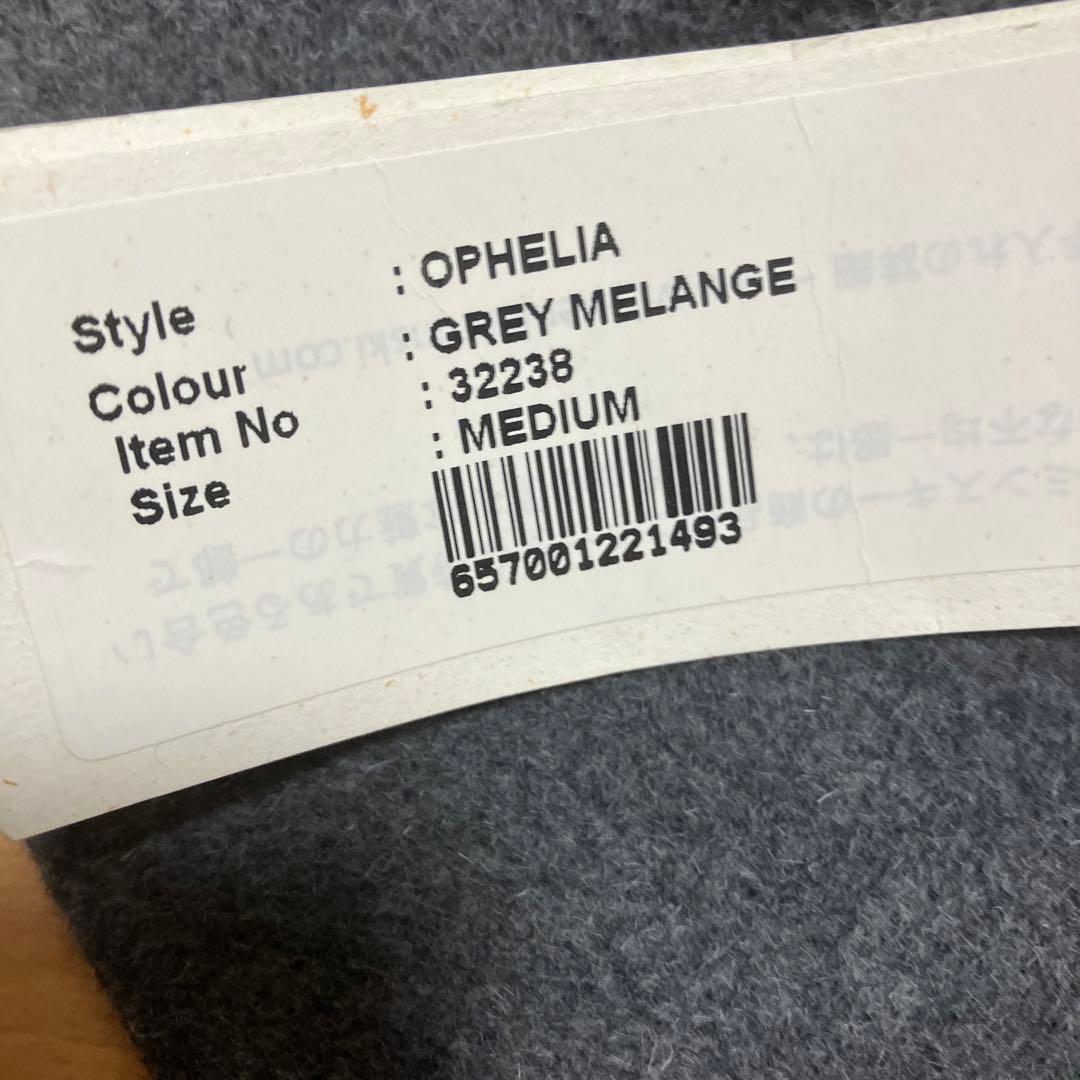 Style : OPHELIA
Colour : GREY MELANGE
Item No : 32238
Size : MEDIUM
657001221493